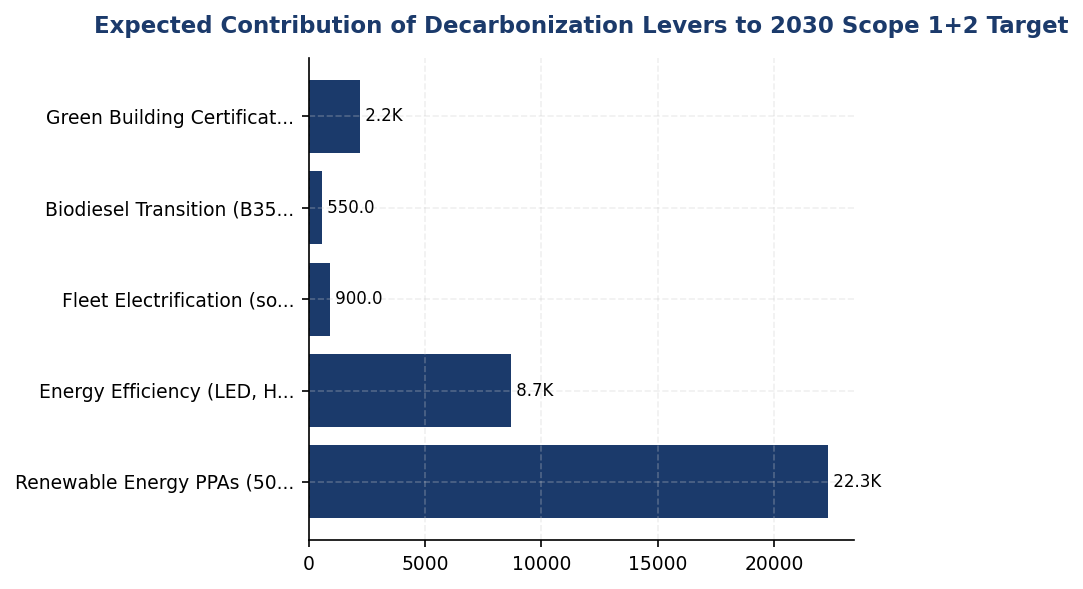 Expected Contribution of Decarbonization Levers to 2030 Scope 1+2 Target
Green Building Certificat...
2.2K
Biodiesel Transition (B35...
550.0
Fleet Electrification (so...
900.0
Energy Efficiency (LED, H...
8.7K
Renewable Energy PPAs (50...
22.3K
0 5000 10000 15000 20000